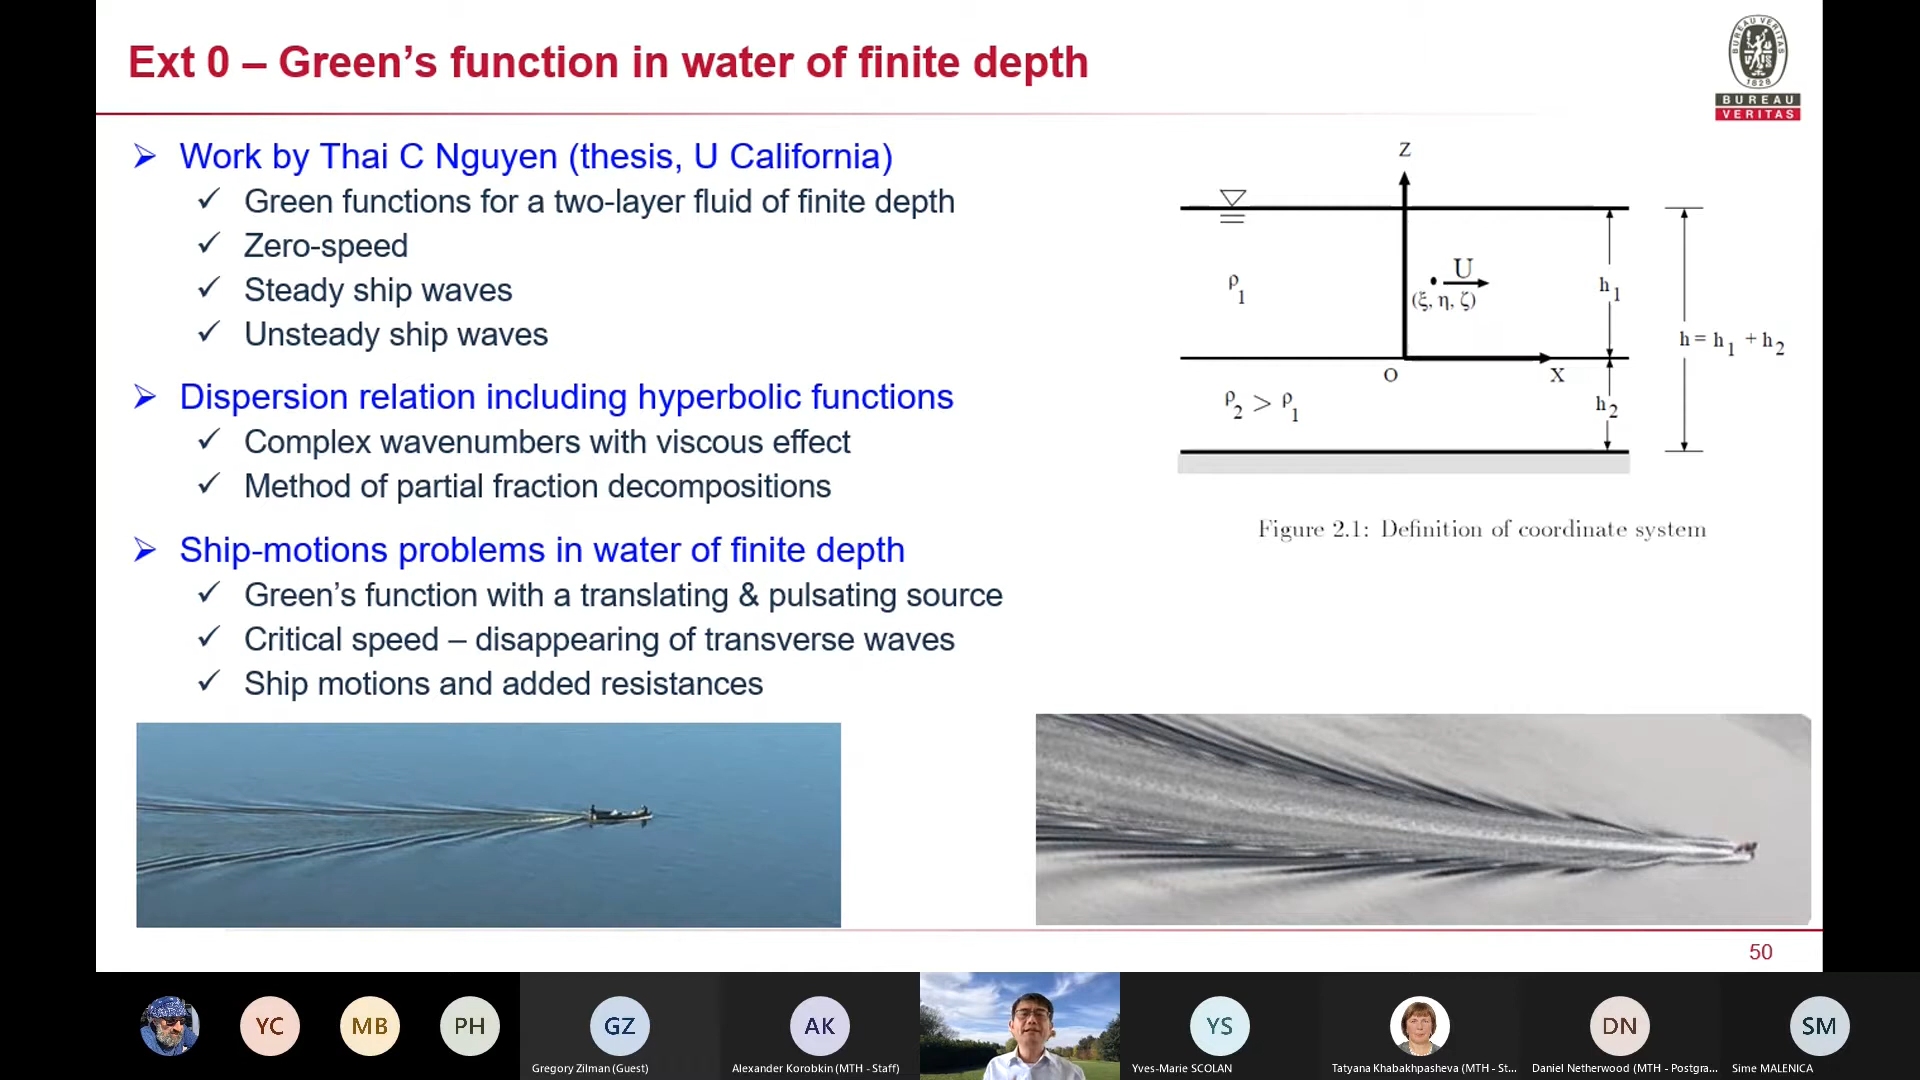 Ext 0 – Green’s function in water of finite depth
BUREAU VERITAS
1828
BUREAU
VERITAS
Work by Thai C Nguyen (thesis, U California)
Green functions for a two-layer fluid of finite depth
Zero-speed
Steady ship waves
Unsteady ship waves
Dispersion relation including hyperbolic functions
Complex wavenumbers with viscous effect
Method of partial fraction decompositions
Ship-motions problems in water of finite depth
Green’s function with a translating & pulsating source
Critical speed – disappearing of transverse waves
Ship motions and added resistances
Z
U
ρ1
(ξ, η, ζ)
h1
h = h1 + h2
O
X
ρ2 > ρ1
h2
Figure 2.1: Definition of coordinate system
50
YC
MB
PH
GZ
AK
YS
DN
SM
Gregory Zilman (Guest)
Alexander Korobkin (MTH - Staff)
Yves-Marie SCOLAN
Tatyana Khabakhpasheva (MTH - St...
Daniel Netherwood (MTH - Postgra...
Sime MALENICA